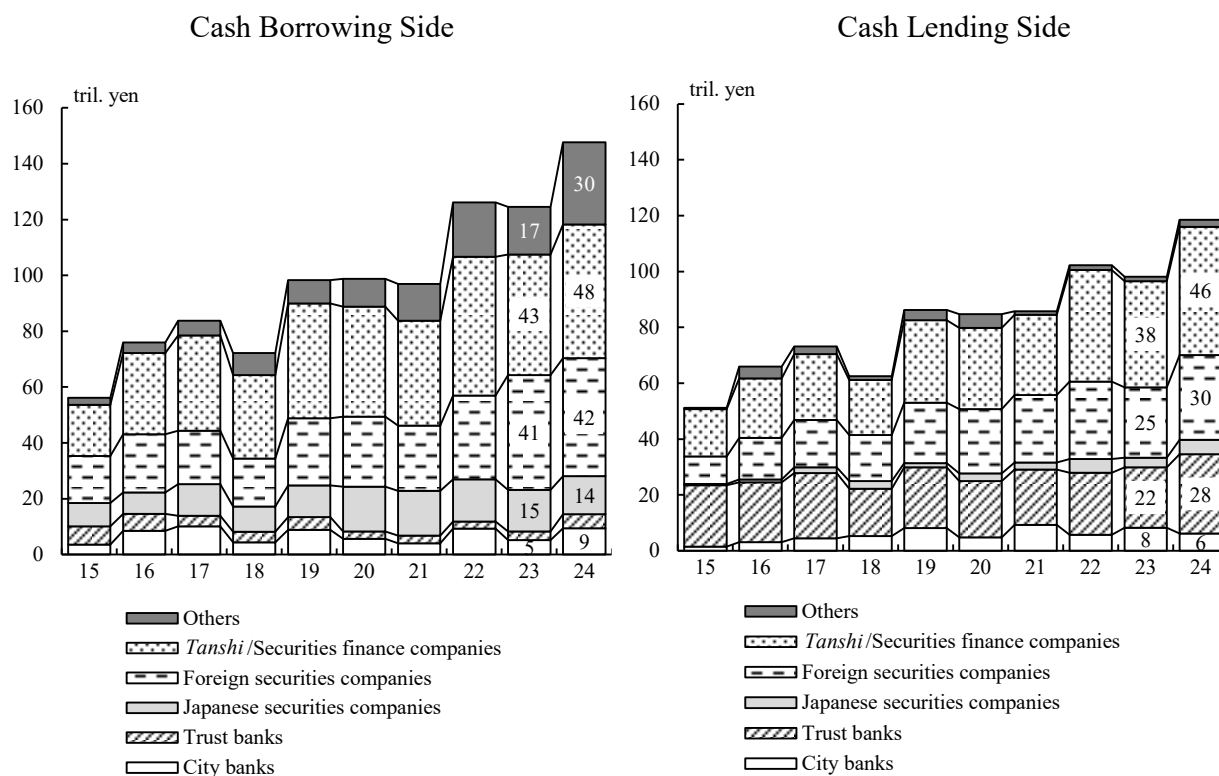 Cash Borrowing Side
tril. yen
160
140
120
100
80
60
40
20
0
30
17
48
43
42
41
14
15
9
5
15 16 17 18 19 20 21 22 23 24
Others
Tanshi/Securities finance companies
Foreign securities companies
Japanese securities companies
Trust banks
City banks
Cash Lending Side
tril. yen
160
140
120
100
80
60
40
20
0
46
38
30
25
28
22
8
6
15 16 17 18 19 20 21 22 23 24
Others
Tanshi/Securities finance companies
Foreign securities companies
Japanese securities companies
Trust banks
City banks